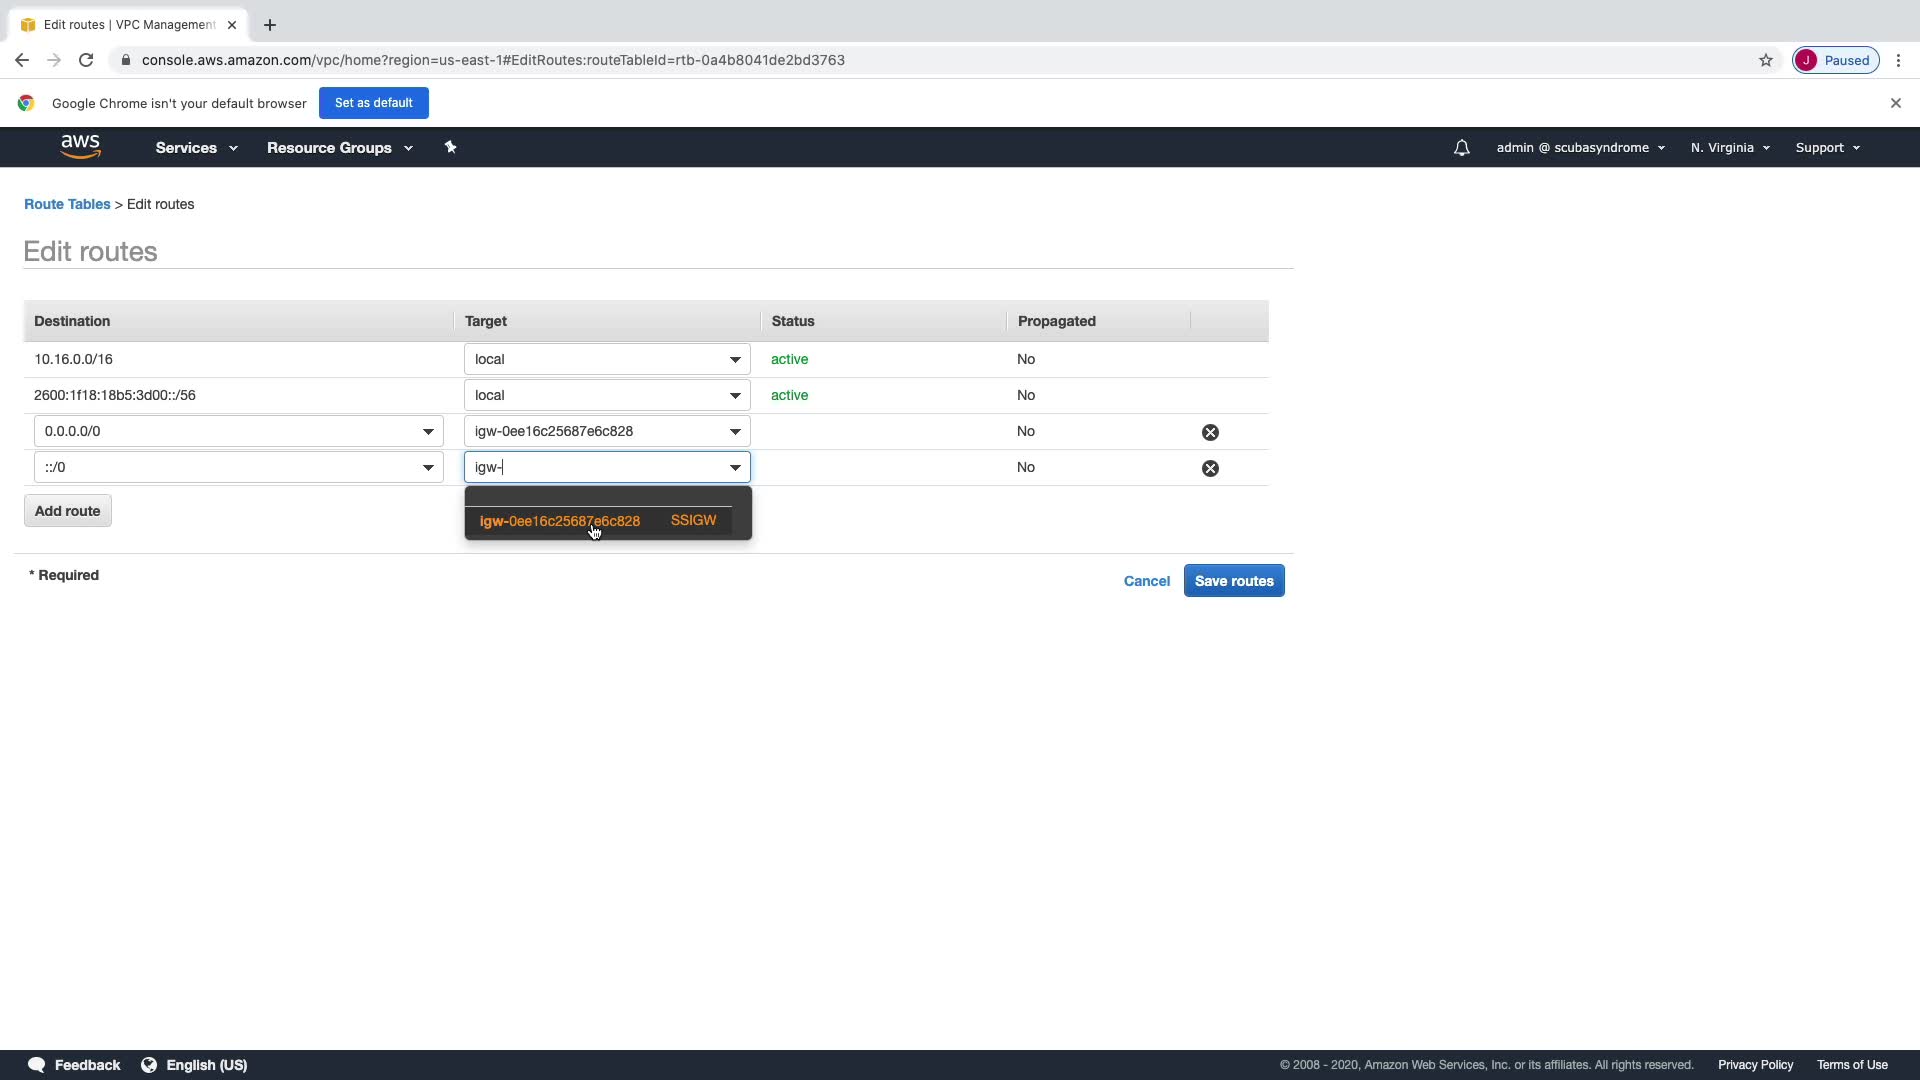 Edit routes | VPC Management
console.aws.amazon.com/vpc/home?region=us-east-1#EditRoutes:routeTableId=rtb-0a4b8041de2bd3763
J Paused
Google Chrome isn't your default browser Set as default
aws Services Resource Groups admin @ scubasyndrome N. Virginia Support
Route Tables > Edit routes
Edit routes
Destination Target Status Propagated
10.16.0.0/16 local active No
2600:1f18:18b5:3d00::/56 local active No
0.0.0.0/0 igw-0ee16c25687e6c828 No
::/0 igw- No
Add route
igw-0ee16c25687e6c828 SSIGW
* Required
Cancel Save routes
Feedback English (US) © 2008 - 2020, Amazon Web Services, Inc. or its affiliates. All rights reserved. Privacy Policy Terms of Use